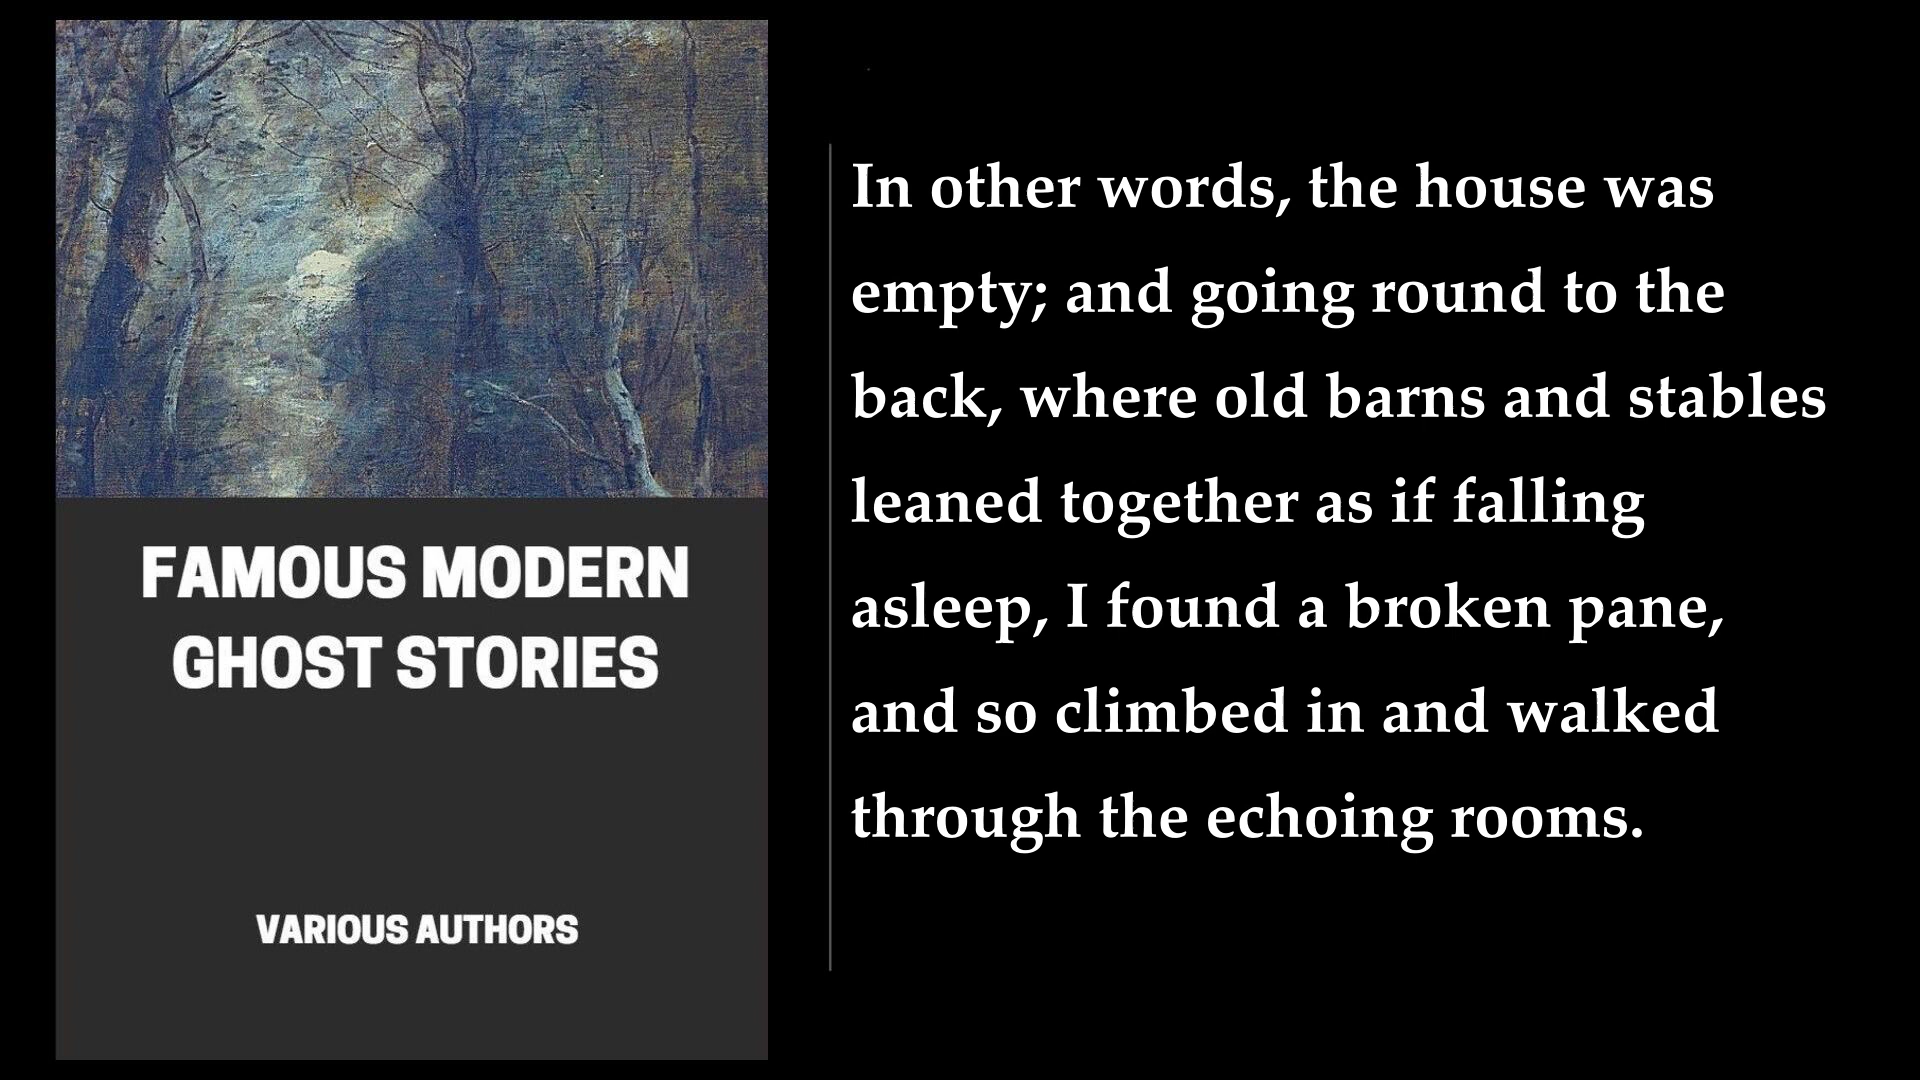 FAMOUS MODERN
GHOST STORIES
VARIOUS AUTHORS
In other words, the house was
empty; and going round to the
back, where old barns and stables
leaned together as if falling
asleep, I found a broken pane,
and so climbed in and walked
through the echoing rooms.